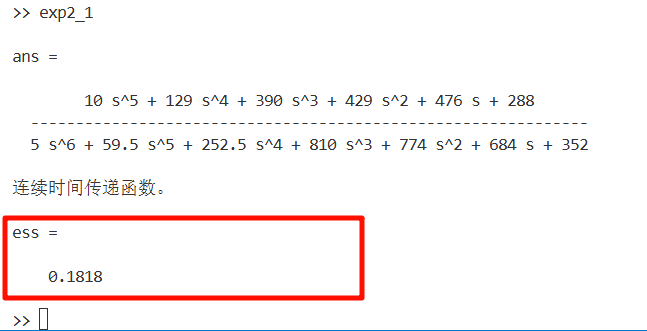 >> exp2_1
ans =
10 s^5 + 129 s^4 + 390 s^3 + 429 s^2 + 476 s + 288
-------------------------------------------------------------
5 s^6 + 59.5 s^5 + 252.5 s^4 + 810 s^3 + 774 s^2 + 684 s + 352
连续时间传递函数。
ess =
0.1818
>>